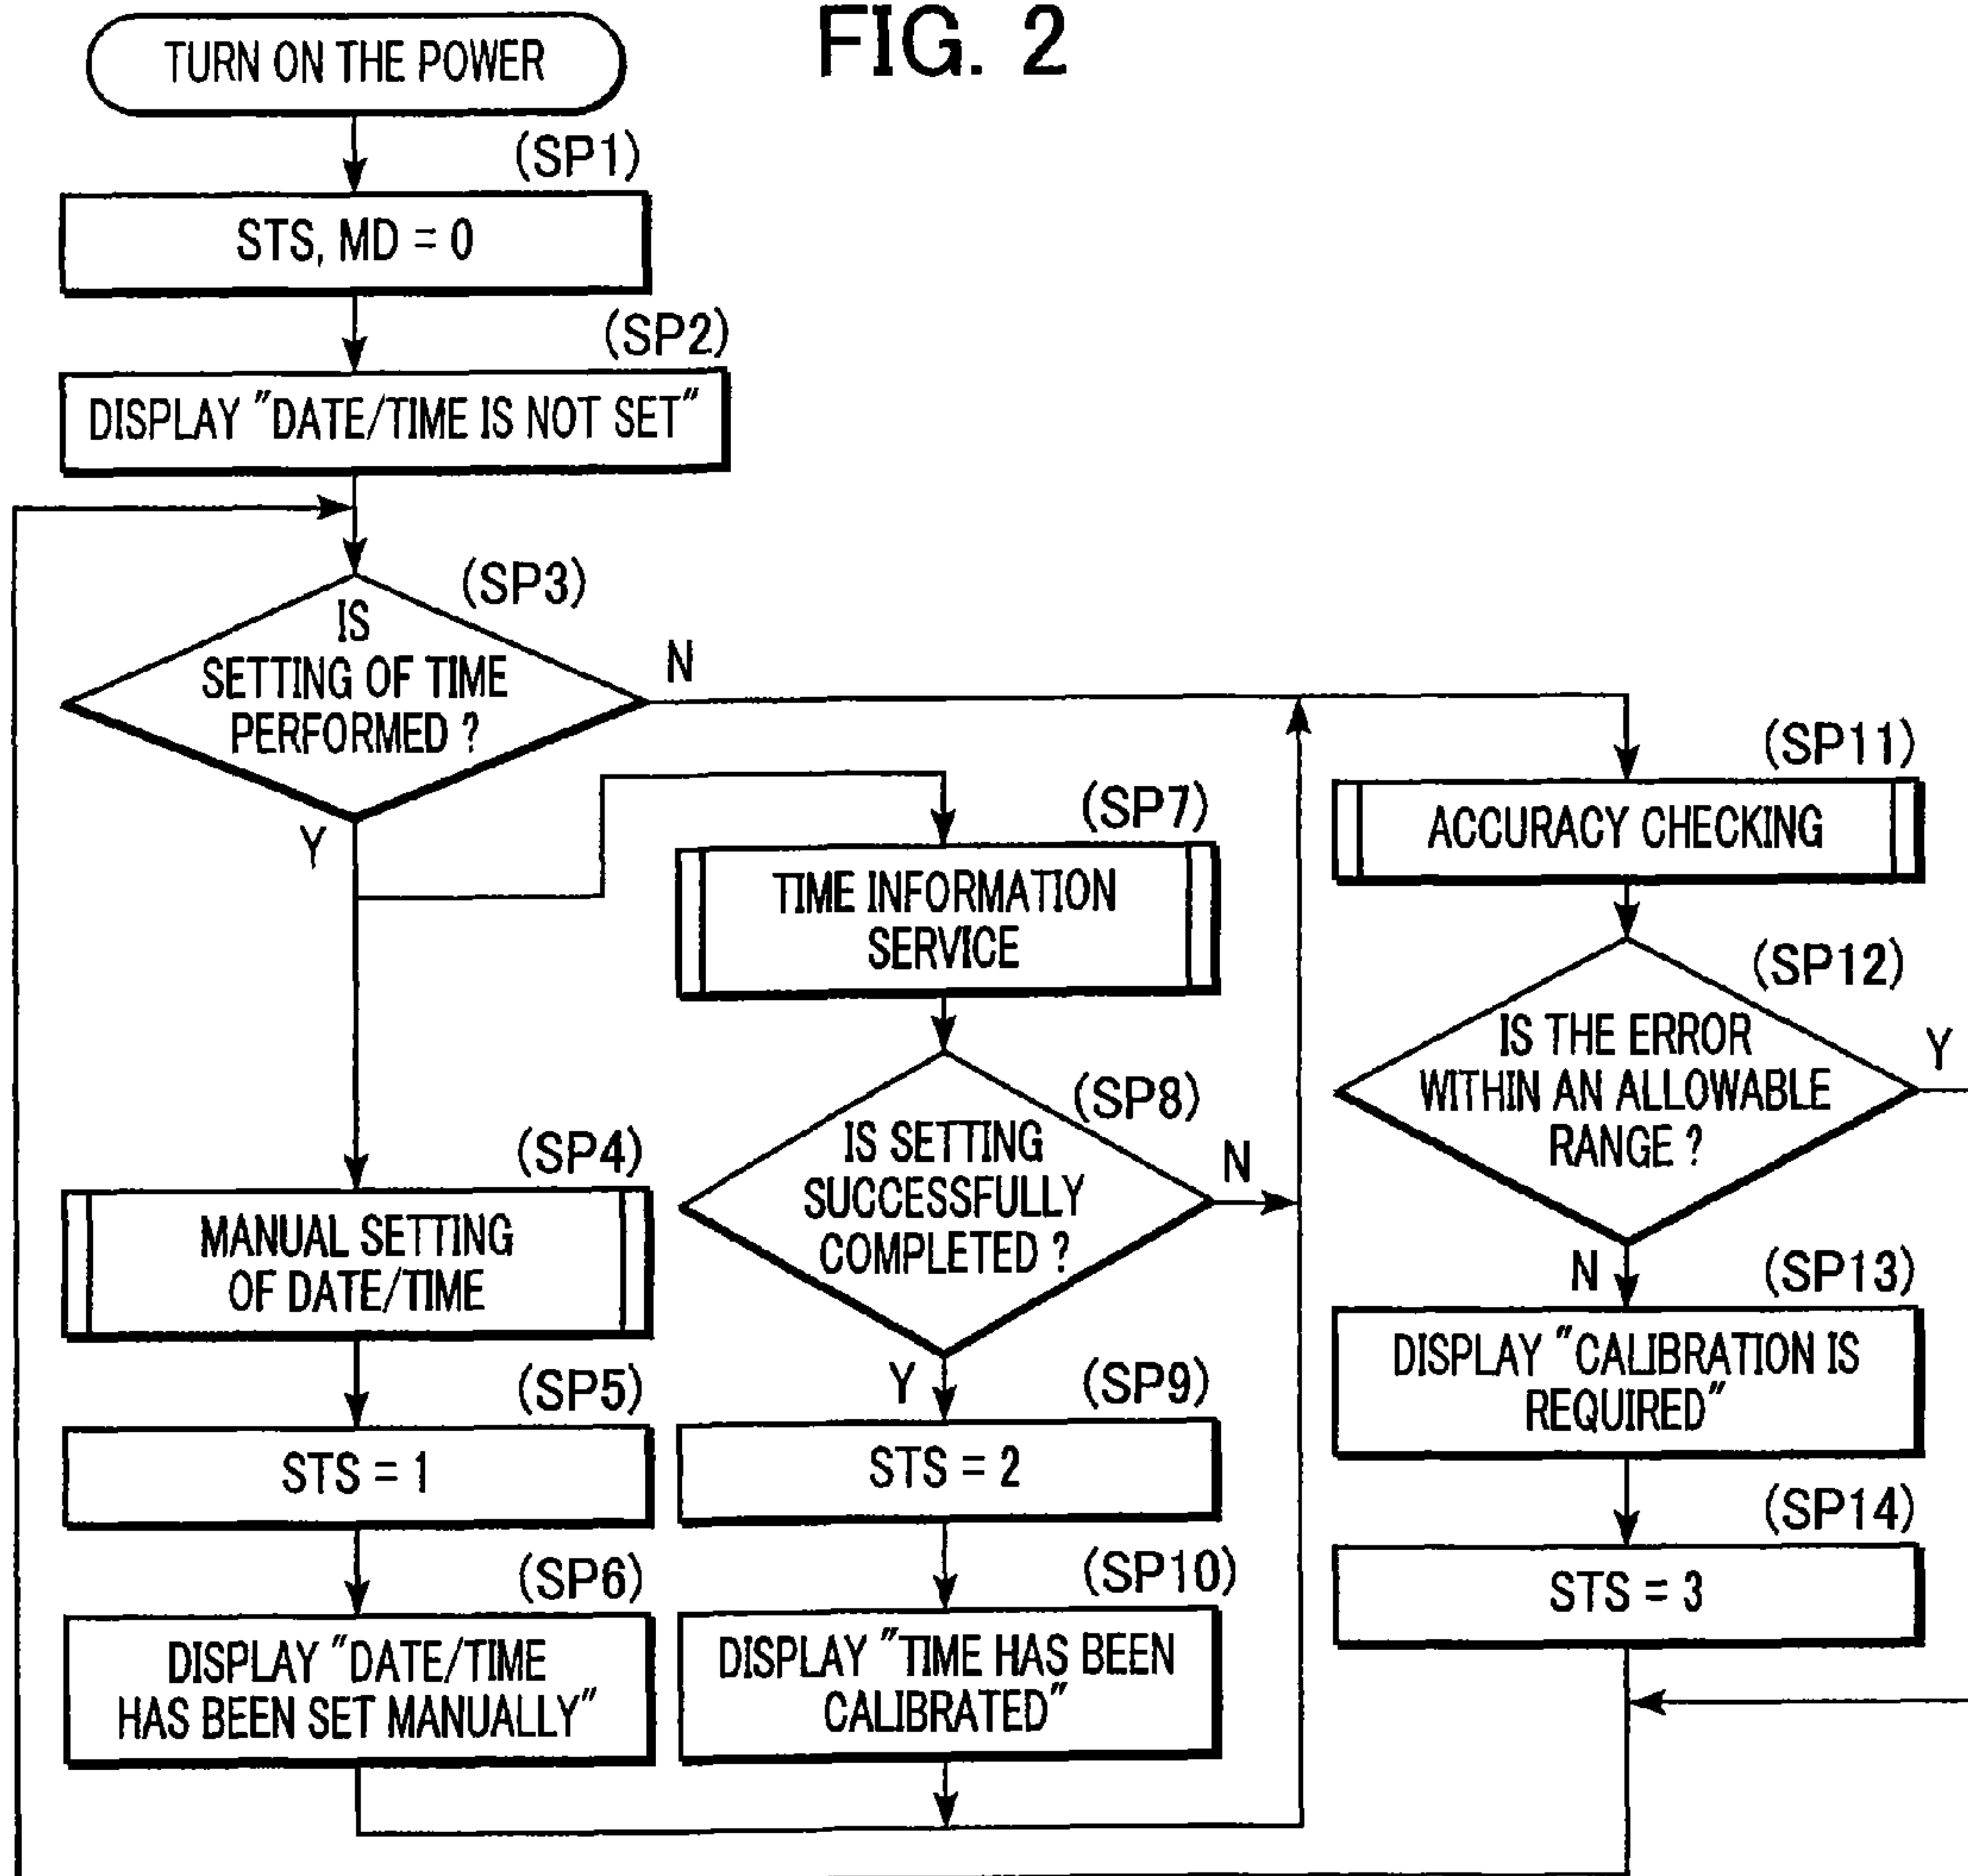 FIG. 2
TURN ON THE POWER
(SP1)
STS, MD = 0
(SP2)
DISPLAY "DATE/TIME IS NOT SET"
(SP3)
IS
SETTING OF TIME
PERFORMED ?
N
Y
(SP4)
MANUAL SETTING
OF DATE/TIME
(SP5)
STS = 1
(SP6)
DISPLAY "DATE/TIME
HAS BEEN SET MANUALLY"
(SP7)
TIME INFORMATION
SERVICE
(SP8)
IS SETTING
SUCCESSFULLY
COMPLETED ?
N
Y
(SP9)
STS = 2
(SP10)
DISPLAY "TIME HAS BEEN
CALIBRATED"
(SP11)
ACCURACY CHECKING
(SP12)
IS THE ERROR
WITHIN AN ALLOWABLE
RANGE ?
Y
N
(SP13)
DISPLAY "CALIBRATION IS
REQUIRED"
(SP14)
STS = 3